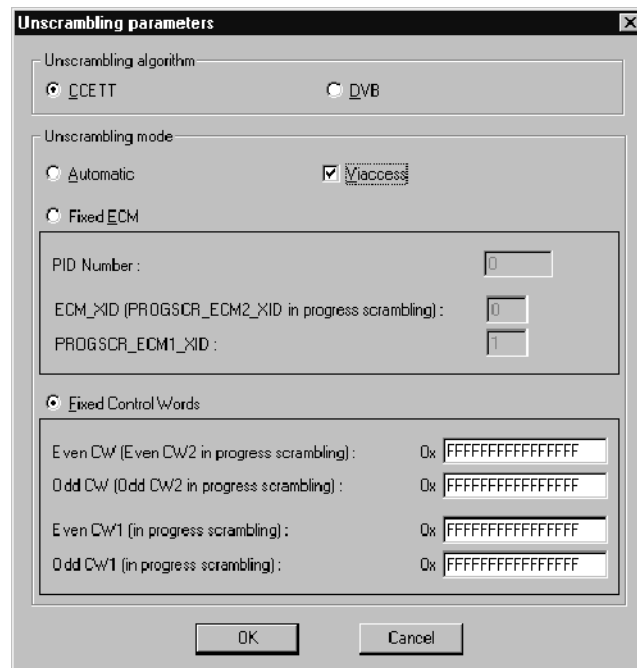 Unscrambling parameters
Unscrambling algorithm
CCETT DVB
Unscrambling mode
Automatic Viaccess
Fixed ECM
PID Number : 0
ECM_XID (PROGSCR_ECM2_XID in progress scrambling) : 0
PROGSCR_ECM1_XID : 1
Fixed Control Words
Even CW (Even CW2 in progress scrambling) : 0x FFFFFFFFFFFFFFFF
Odd CW (Odd CW2 in progress scrambling) : 0x FFFFFFFFFFFFFFFF
Even CW1 (in progress scrambling) : 0x FFFFFFFFFFFFFFFF
Odd CW1 (in progress scrambling) : 0x FFFFFFFFFFFFFFFF
OK Cancel